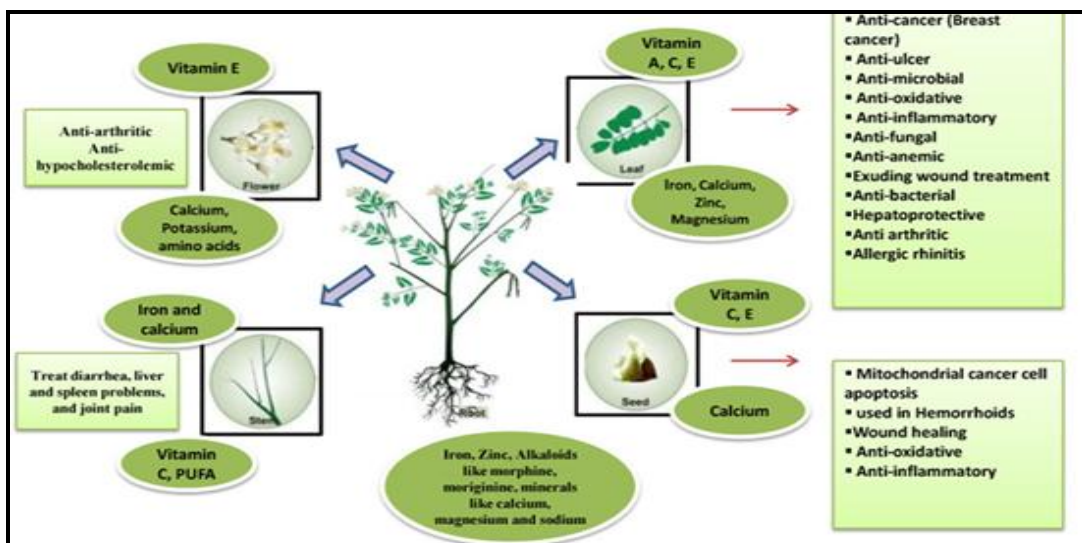 Vitamin E
Anti-arthritic
Anti-
hypocholesterolemic
Flower
Calcium,
Potassium,
amino acids
Vitamin
A, C, E
Leaf
Iron, Calcium,
Zinc,
Magnesium
▪ Anti-cancer (Breast
cancer)
▪ Anti-ulcer
▪ Anti-microbial
▪ Anti-oxidative
▪ Anti-inflammatory
▪Anti-fungal
▪Anti-anemic
▪Exuding wound treatment
▪Anti-bacterial
▪Hepatoprotective
▪Anti arthritic
▪Allergic rhinitis
Iron and
calcium
Treat diarrhea, liver
and spleen problems,
and joint pain
Stem
Vitamin
C, PUFA
Root
Iron, Zinc, Alkaloids
like morphine,
moriginine, minerals
like calcium,
magnesium and sodium
Vitamin
C, E
Seed
Calcium
▪ Mitochondrial cancer cell
apoptosis
▪ used in Hemorrhoids
▪Wound healing
▪ Anti-oxidative
▪ Anti-inflammatory